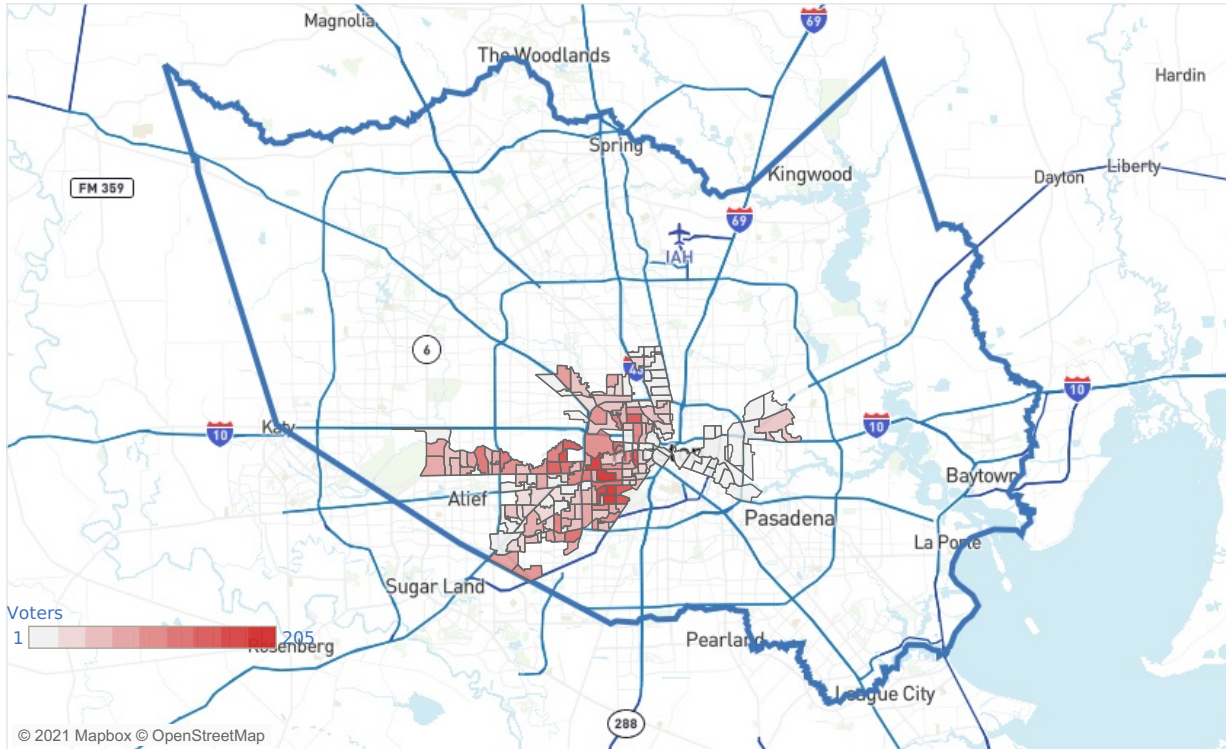 69
Magnolia
The Woodlands
Hardin
Spring
Kingwood
Liberty
Dayton
FM 359
69
IAH
6
10
Katy
10
10
Baytown
Alief
Pasadena
La Porte
Sugar Land
Voters
1 205
Rosenberg
Pearland
League City
288
© 2021 Mapbox © OpenStreetMap